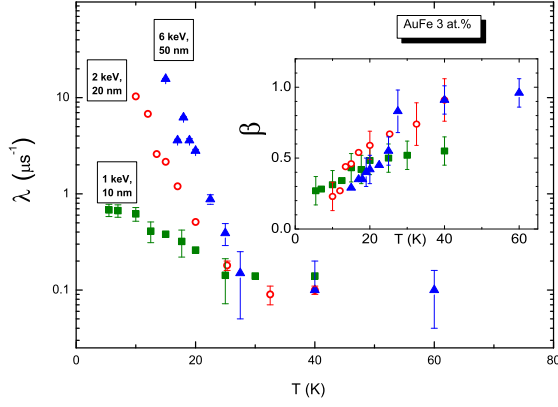 AuFe 3 at.%
6 keV,
50 nm
2 keV,
20 nm
1 keV,
10 nm
λ (μs⁻¹)
10
1
0.1
0 20 40 60 80
T (K)
β
1.0
0.5
0.0
0 20 40 60
T (K)